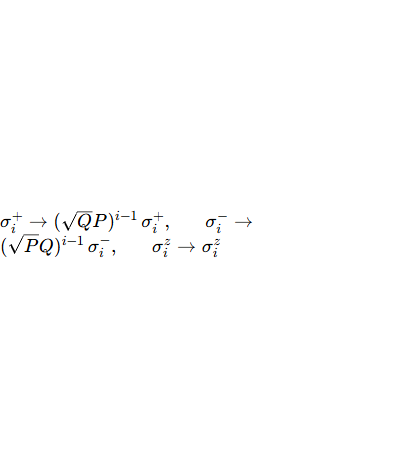 σ_i^+ → (√Q P)^{i−1} σ_i^+,   σ_i^− →
(√P Q)^{i−1} σ_i^−,   σ_i^z → σ_i^z